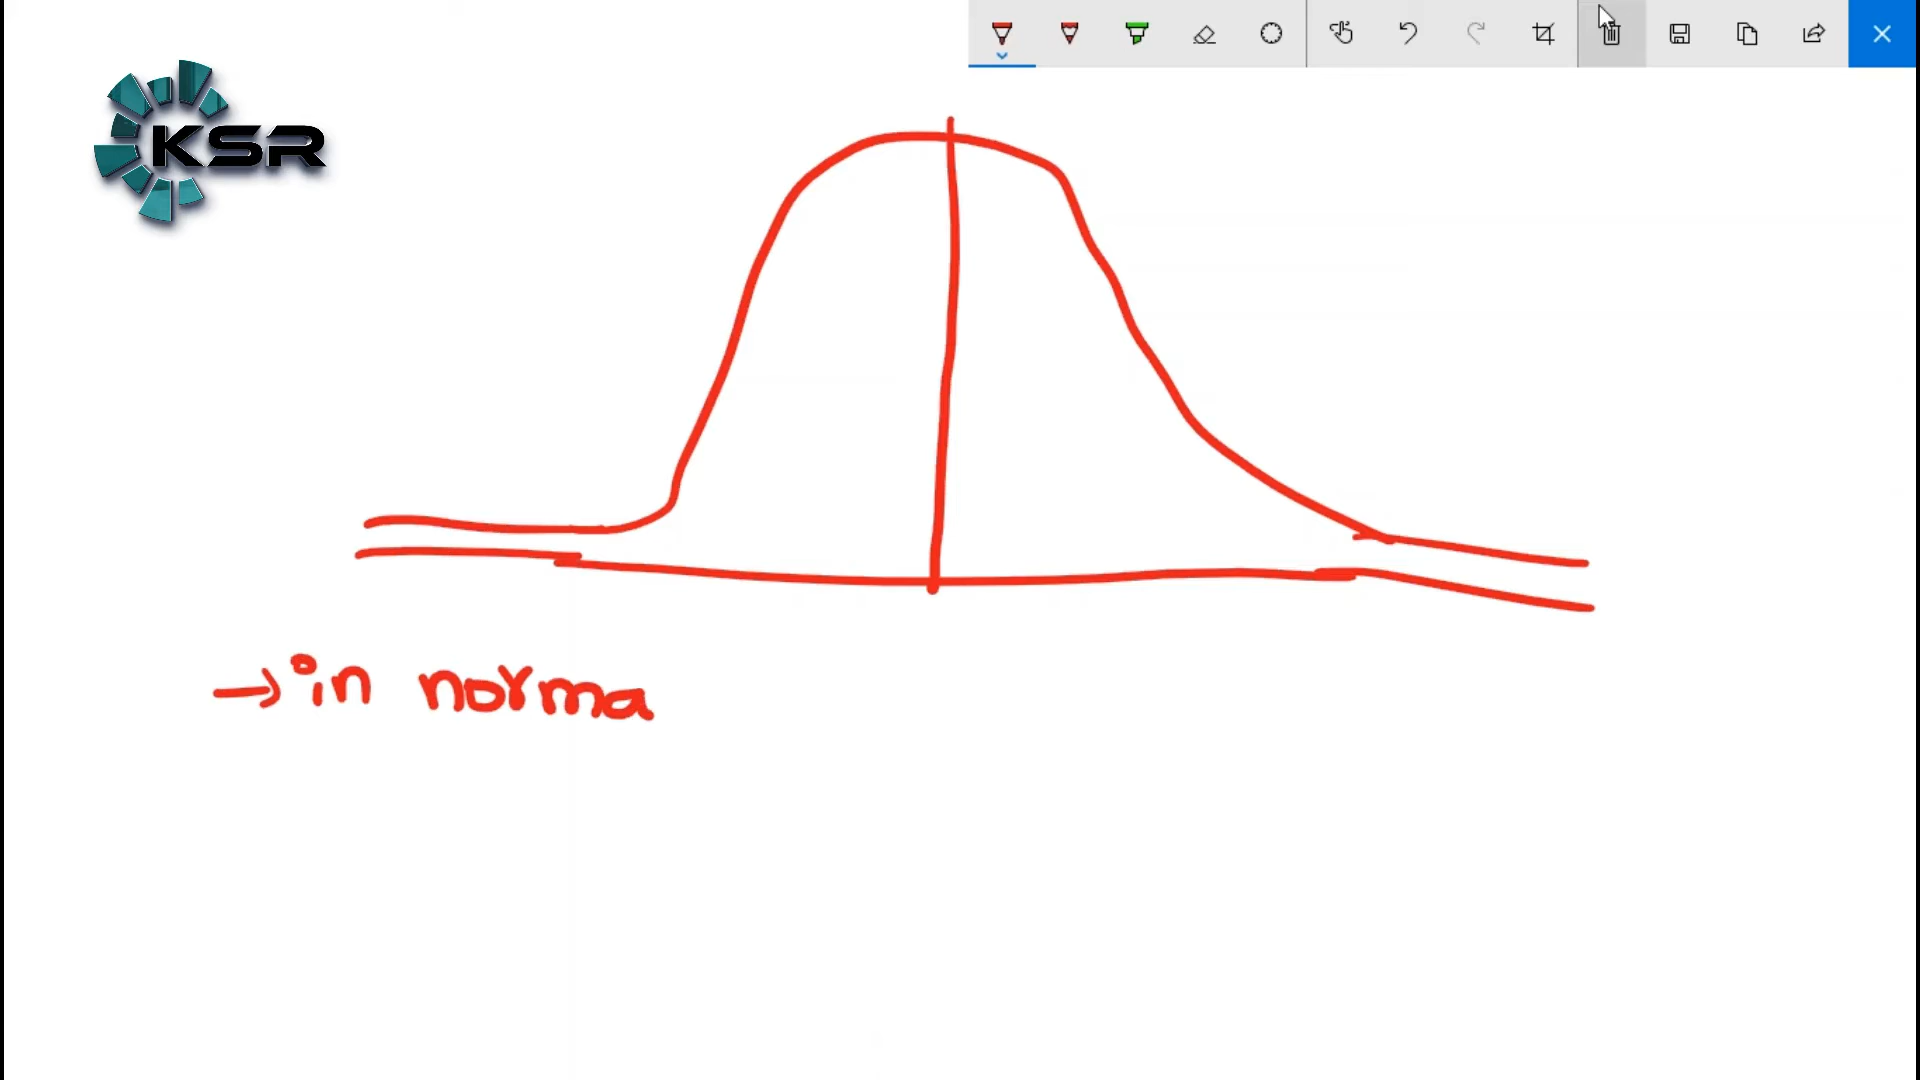 KSR
→ in norma